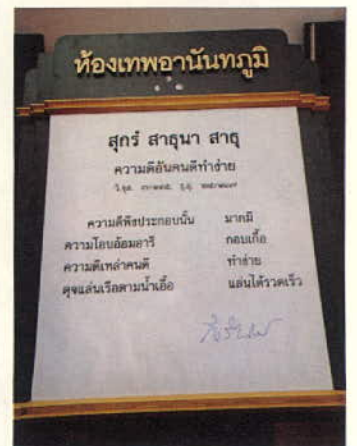 ห้องเทพอานันทภูมิ
สุกรํ สาธุนา สาธุ
ความดีอันคนดีทำง่าย
ความดีพึงประกอบนั้น มากมี
ความโอบอ้อมอารี กอบเกื้อ
ความดีเหล่าคนดี ทำง่าย
ดุจแล่นเรือตามน้ำเอื้อ แล่นได้รวดเร็ว